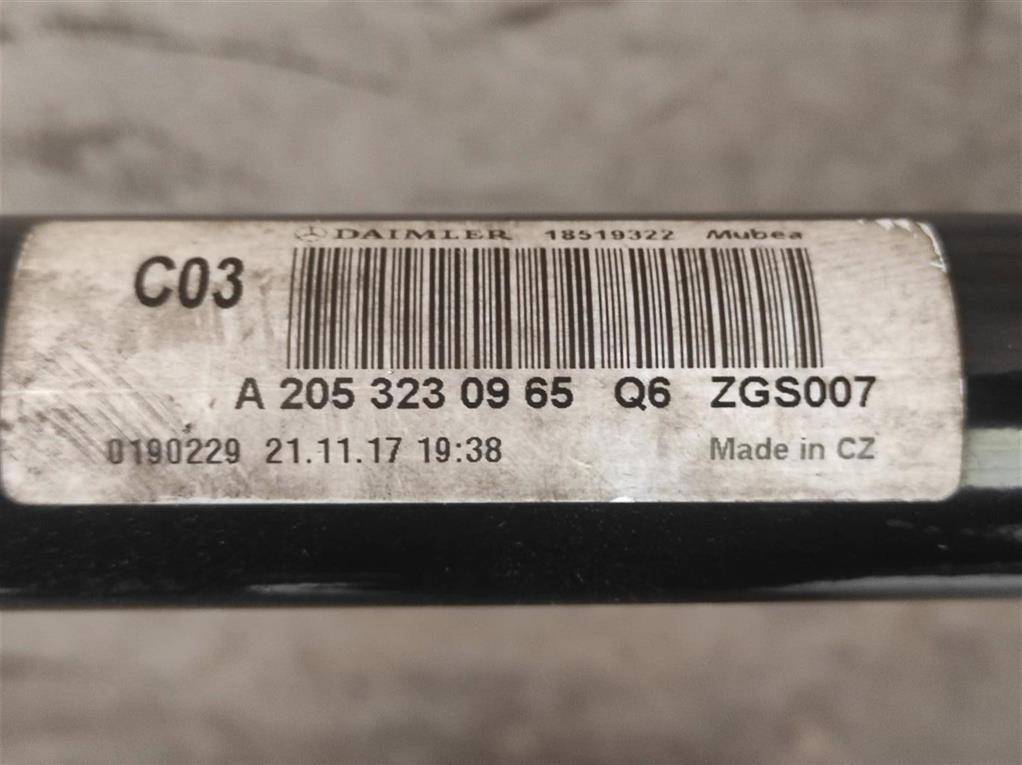 DAIMLER 18519322 Mubea
C03
A 205 323 09 65 Q6 ZGS007
0190229 21.11.17 19:38 Made in CZ